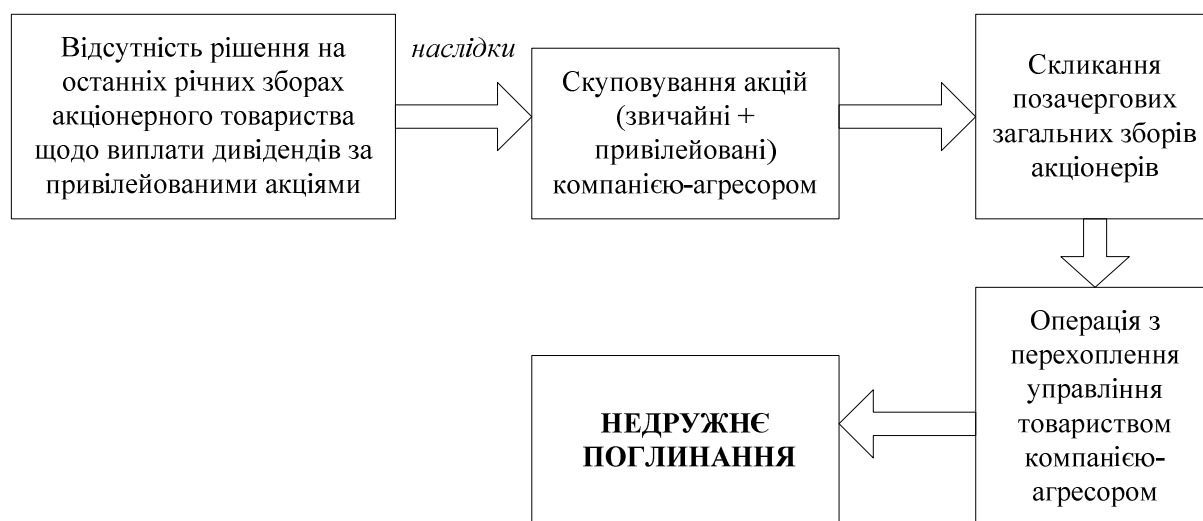 Відсутність рішення на
останніх річних зборах
акціонерного товариства
щодо виплати дивідендів за
привілейованими акціями
наслідки
Скуповування акцій
(звичайні +
привілейовані)
компанією-агресором
Скликання
позачергових
загальних зборів
акціонерів
Операція з
перехоплення
управління
товариством
компанією-
агресором
НЕДРУЖНЄ
ПОГЛИНАННЯ